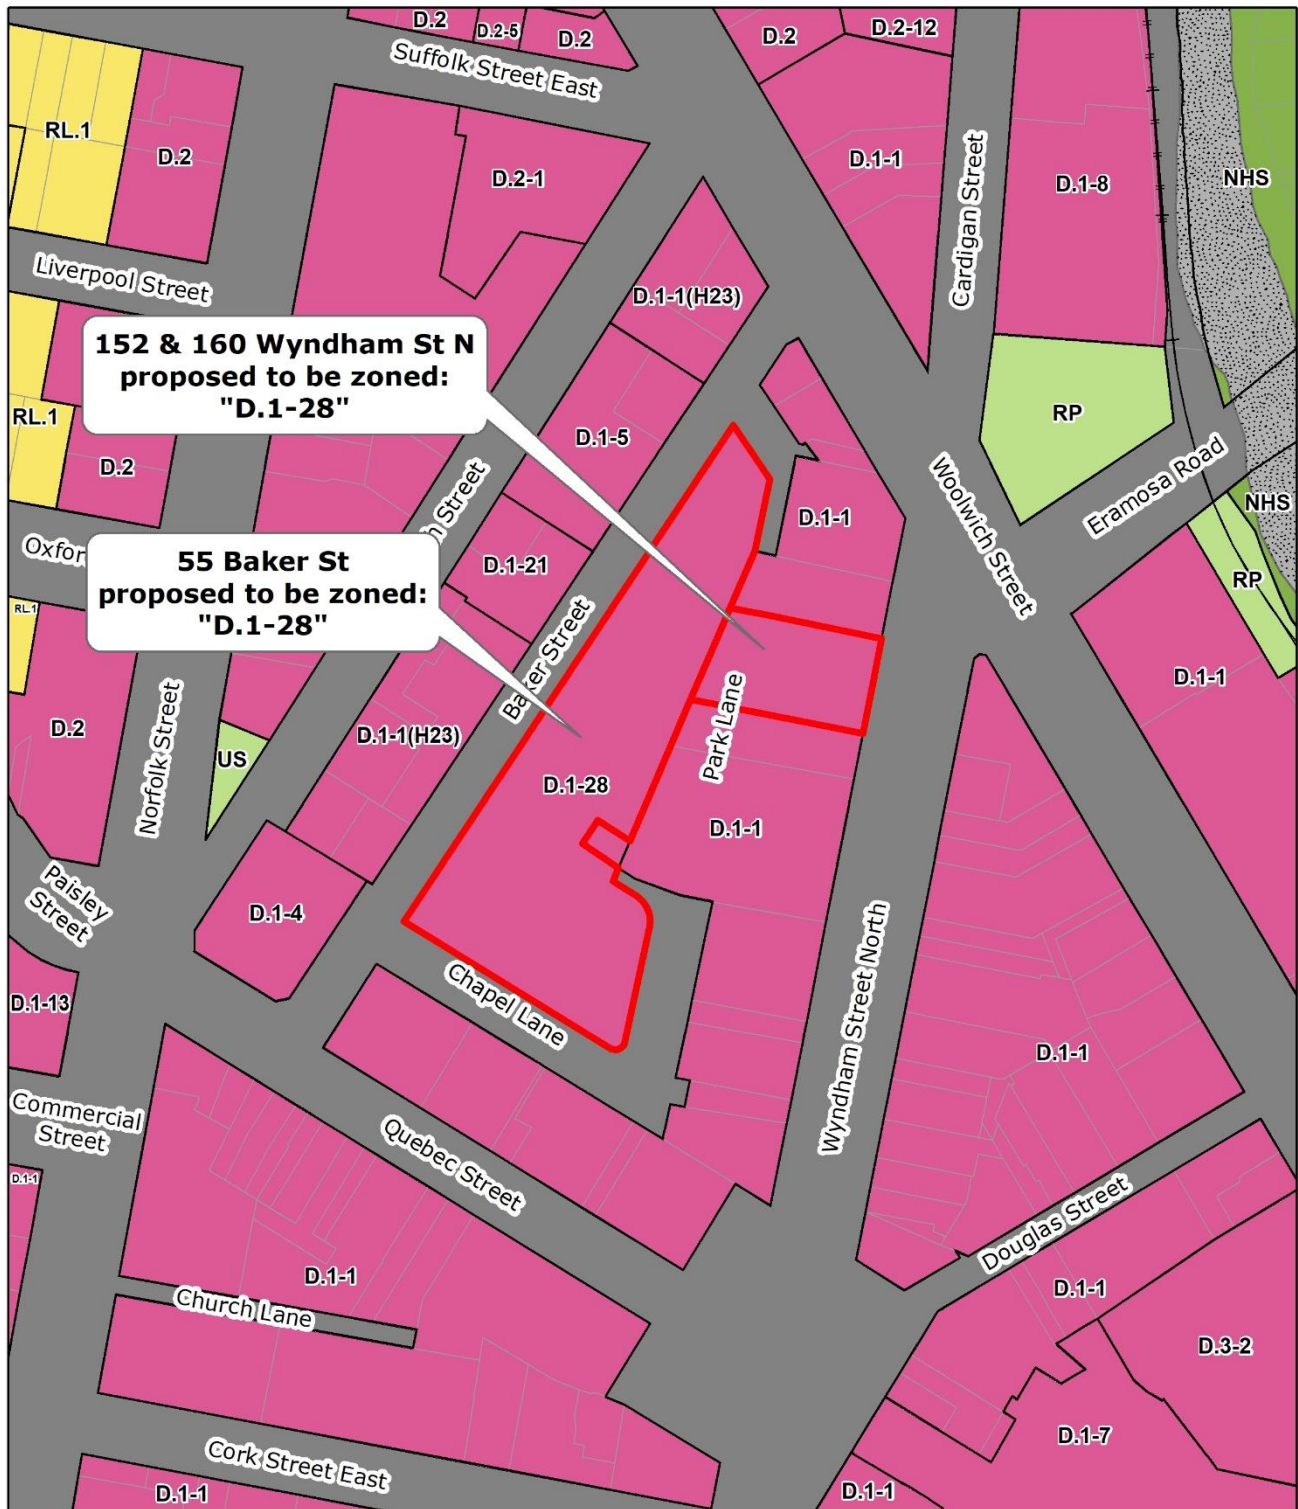 D.2
D.2-5
D.2
D.2
D.2-12
Suffolk Street East
RL.1
D.2
D.2-1
D.1-1
Cardigan Street
D.1-8
NHS
Liverpool Street
D.1-1(H23)
152 & 160 Wyndham St N
proposed to be zoned:
"D.1-28"
RL.1
D.2
D.1-5
RP
Woolwich Street
Eramosa Road
NHS
D.1-1
Street
D.1-21
55 Baker St
proposed to be zoned:
"D.1-28"
RP
RL.1
Baker Street
D.1-1
D.2
Norfolk Street
US
D.1-1(H23)
Park Lane
D.1-28
D.1-1
Paisley
Street
D.1-4
Wyndham Street North
D.1-13
Chapel Lane
D.1-1
Commercial
Street
Quebec Street
D.1-1
Douglas Street
D.1-1
Church Lane
D.1-1
D.3-2
D.1-7
Cork Street East
D.1-1
D.1-1